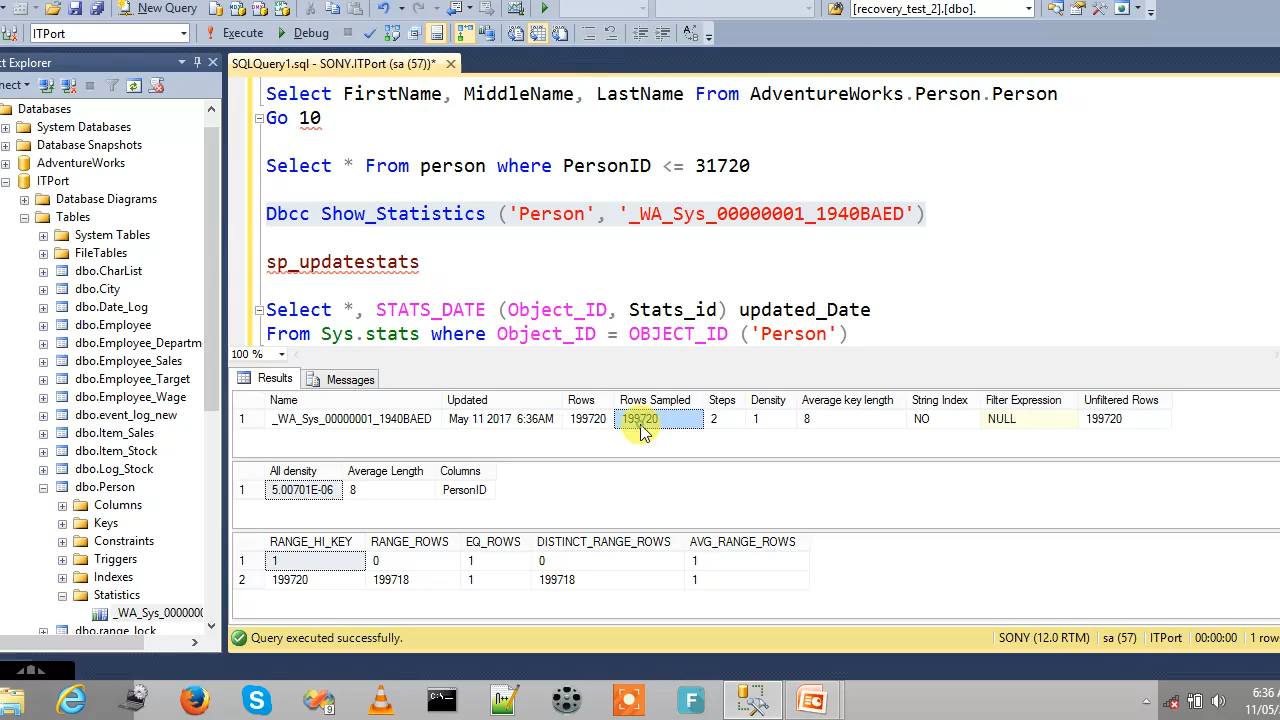 New Query
[recovery_test_2].[dbo].
ITPort
Execute
Debug
ct Explorer
SQLQuery1.sql - SONY.ITPort (sa (57))*
nect
Databases
System Databases
Database Snapshots
AdventureWorks
ITPort
Database Diagrams
Tables
System Tables
FileTables
dbo.CharList
dbo.City
dbo.Date_Log
dbo.Employee
dbo.Employee_Departm
dbo.Employee_Sales
dbo.Employee_Target
dbo.Employee_Wage
dbo.event_log_new
dbo.Item_Sales
dbo.Item_Stock
dbo.Log_Stock
dbo.Person
Columns
Keys
Constraints
Triggers
Indexes
Statistics
_WA_Sys_0000000
dbo.range_lock
Select FirstName, MiddleName, LastName From AdventureWorks.Person.Person
Go 10
Select * From person where PersonID <= 31720
Dbcc Show_Statistics ('Person', '_WA_Sys_00000001_1940BAED')
sp_updatestats
Select *, STATS_DATE (Object_ID, Stats_id) updated_Date
From Sys.stats where Object_ID = OBJECT_ID ('Person')
100 %
Results Messages
Name Updated Rows Rows Sampled Steps Density Average key length String Index Filter Expression Unfiltered Rows
1 _WA_Sys_00000001_1940BAED May 11 2017 6:36AM 199720 199720 2 1 8 NO NULL 199720
All density Average Length Columns
1 5.00701E-06 8 PersonID
RANGE_HI_KEY RANGE_ROWS EQ_ROWS DISTINCT_RANGE_ROWS AVG_RANGE_ROWS
1 1 0 1 0 1
2 199720 199718 1 199718 1
Query executed successfully.
SONY (12.0 RTM) sa (57) ITPort 00:00:00 1 rows
6:36
11/05/